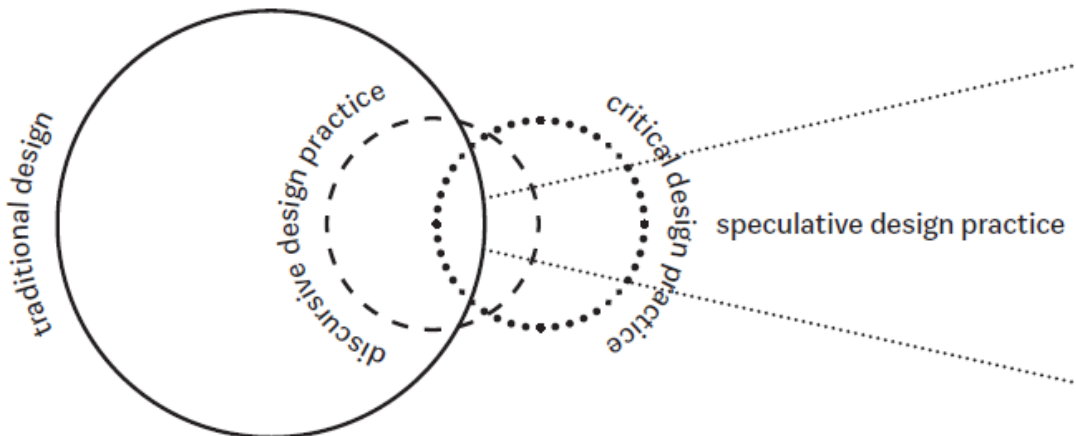 traditional design
discursive design practice
critical design practice
speculative design practice